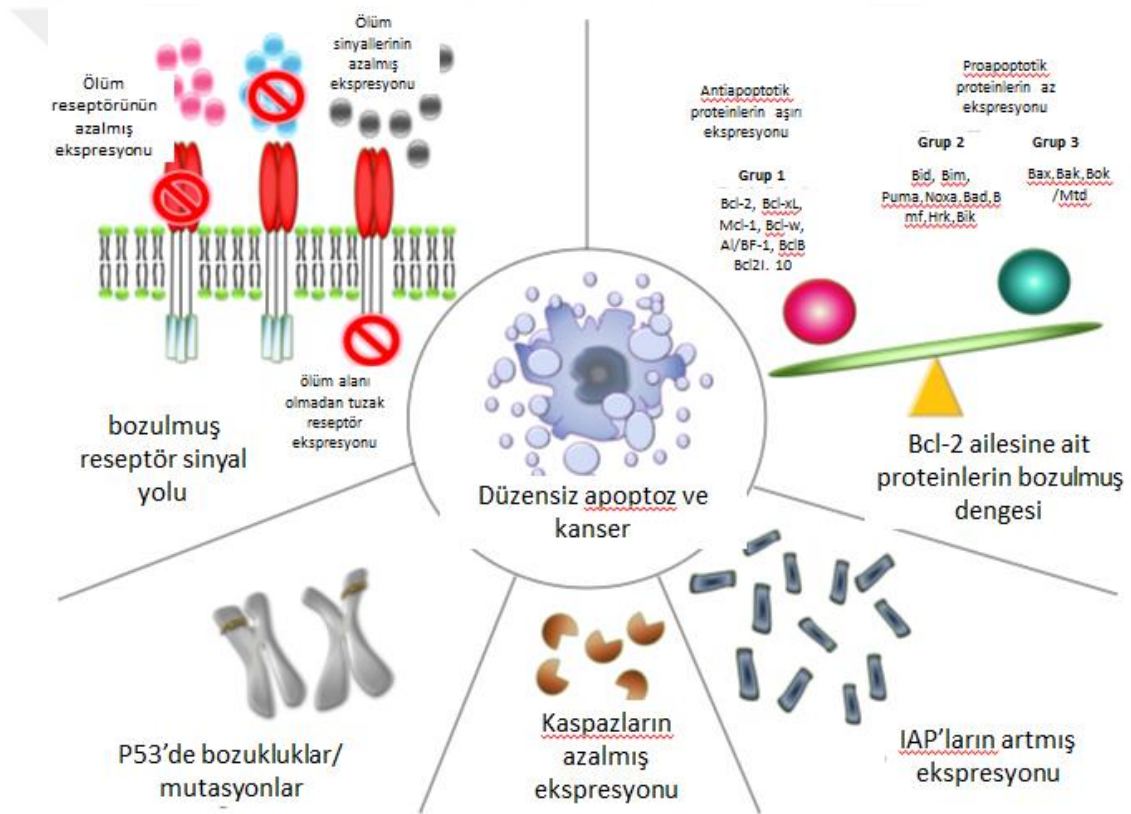 Ölüm
reseptörünün
azalmış
ekspresyonu
Ölüm
sinyallerinin
azalmış
ekspresyonu
ölüm alanı
olmadan tuzak
reseptör
ekspresyonu
bozulmuş
reseptör sinyal
yolu
Antiapoptotik
proteinlerin aşırı
ekspresyonu
Grup 1
Bcl-2, Bcl-xL,
Mcl-1, Bcl-w,
Al/BF-1, BclB
Bcl2l. 10
Proapoptotik
proteinlerin az
ekspresyonu
Grup 2
Bid, Bim,
Puma,Noxa,Bad,B
mf,Hrk,Bik
Grup 3
Bax,Bak,Bok
/Mtd
Bcl-2 ailesine ait
proteinlerin bozulmuş
dengesi
Düzensiz apoptoz ve
kanser
P53'de bozukluklar/
mutasyonlar
Kaspazların
azalmış
ekspresyonu
IAP'ların artmış
ekspresyonu